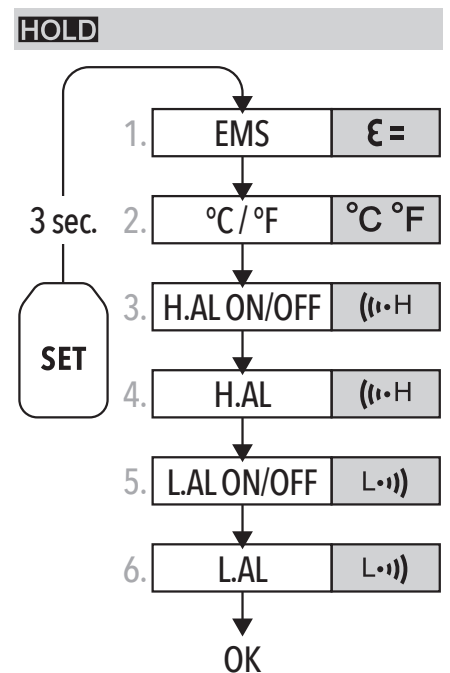 HOLD
1. EMS Ɛ =
3 sec. 2. °C / °F °C °F
3. H.AL ON/OFF H
SET
4. H.AL H
5. L.AL ON/OFF L
6. L.AL L
OK